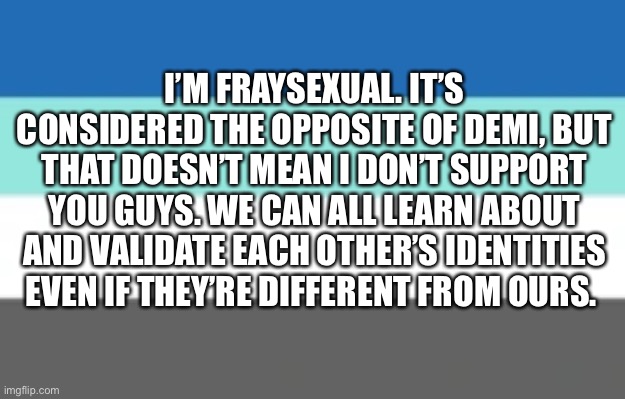 I'M FRAYSEXUAL. IT'S
CONSIDERED THE OPPOSITE OF DEMI, BUT
THAT DOESN'T MEAN I DON'T SUPPORT
YOU GUYS. WE CAN ALL LEARN ABOUT
AND VALIDATE EACH OTHER'S IDENTITIES
EVEN IF THEY'RE DIFFERENT FROM OURS.
imgflip.com